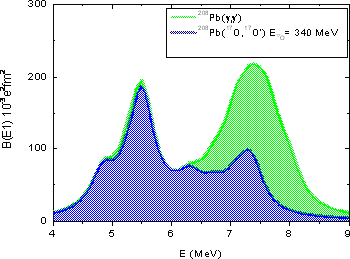 300
200
100
0
B(E1) 10⁻³e²fm²
²⁰⁸Pb(γ,γ')
²⁰⁸Pb(¹⁷O,¹⁷O') E₁₇O= 340 MeV
4 5 6 7 8 9
E (MeV)